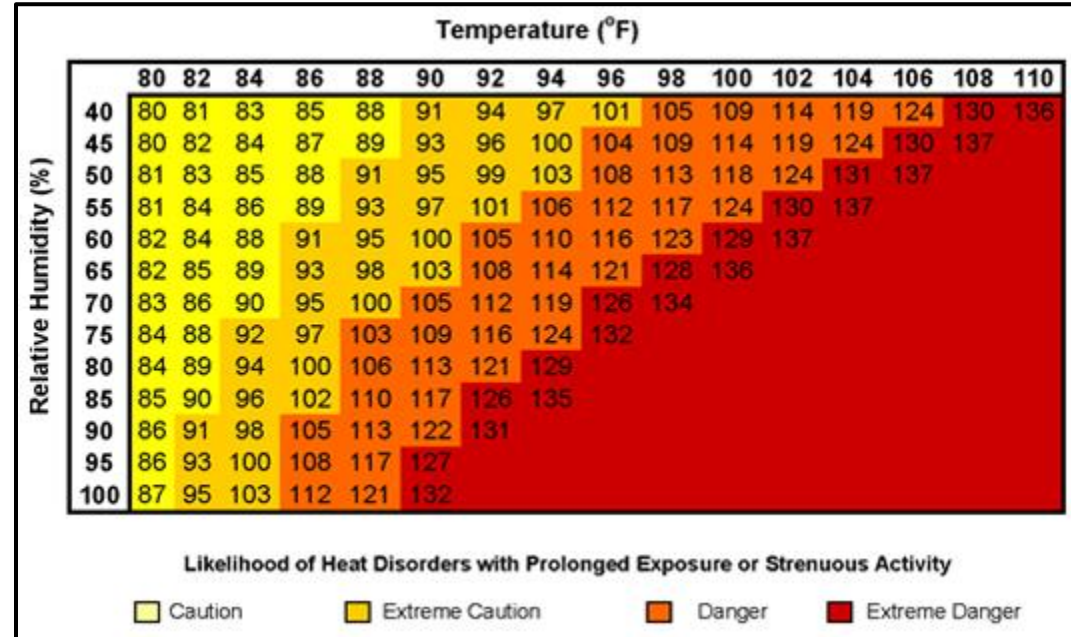 Temperature (°F)
80 82 84 86 88 90 92 94 96 98 100 102 104 106 108 110
Relative Humidity (%)
40 80 81 83 85 88 91 94 97 101 105 109 114 119 124 130 136
45 80 82 84 87 89 93 96 100 104 109 114 119 124 130 137
50 81 83 85 88 91 95 99 103 108 113 118 124 131 137
55 81 84 86 89 93 97 101 106 112 117 124 130 137
60 82 84 88 91 95 100 105 110 116 123 129 137
65 82 85 89 93 98 103 108 114 121 128 136
70 83 86 90 95 100 105 112 119 126 134
75 84 88 92 97 103 109 116 124 132
80 84 89 94 100 106 113 121 129
85 85 90 96 102 110 117 126 135
90 86 91 98 105 113 122 131
95 86 93 100 108 117 127
100 87 95 103 112 121 132
Likelihood of Heat Disorders with Prolonged Exposure or Strenuous Activity
Caution Extreme Caution Danger Extreme Danger